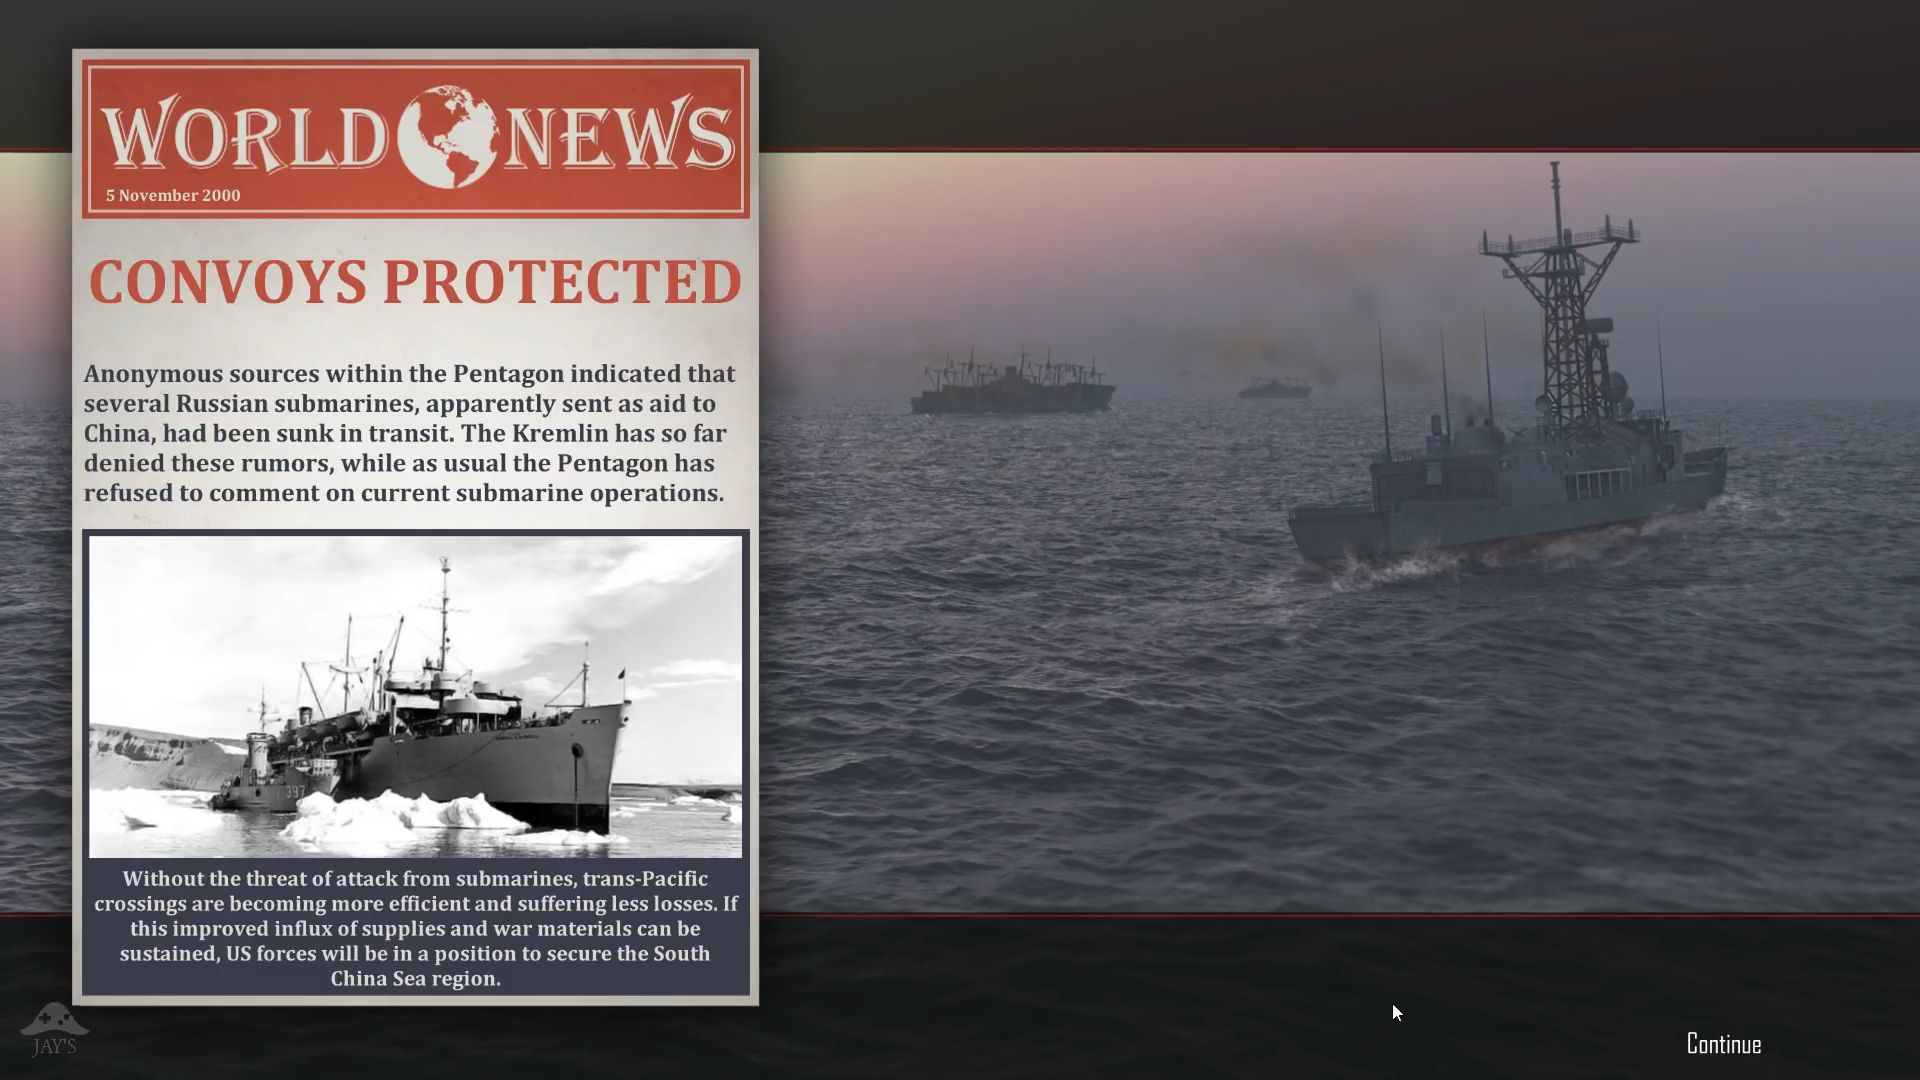 WORLD NEWS
5 November 2000
CONVOYS PROTECTED
Anonymous sources within the Pentagon indicated that
several Russian submarines, apparently sent as aid to
China, had been sunk in transit. The Kremlin has so far
denied these rumors, while as usual the Pentagon has
refused to comment on current submarine operations.
397
Without the threat of attack from submarines, trans-Pacific
crossings are becoming more efficient and suffering less losses. If
this improved influx of supplies and war materials can be
sustained, US forces will be in a position to secure the South
China Sea region.
JAY'S
Continue